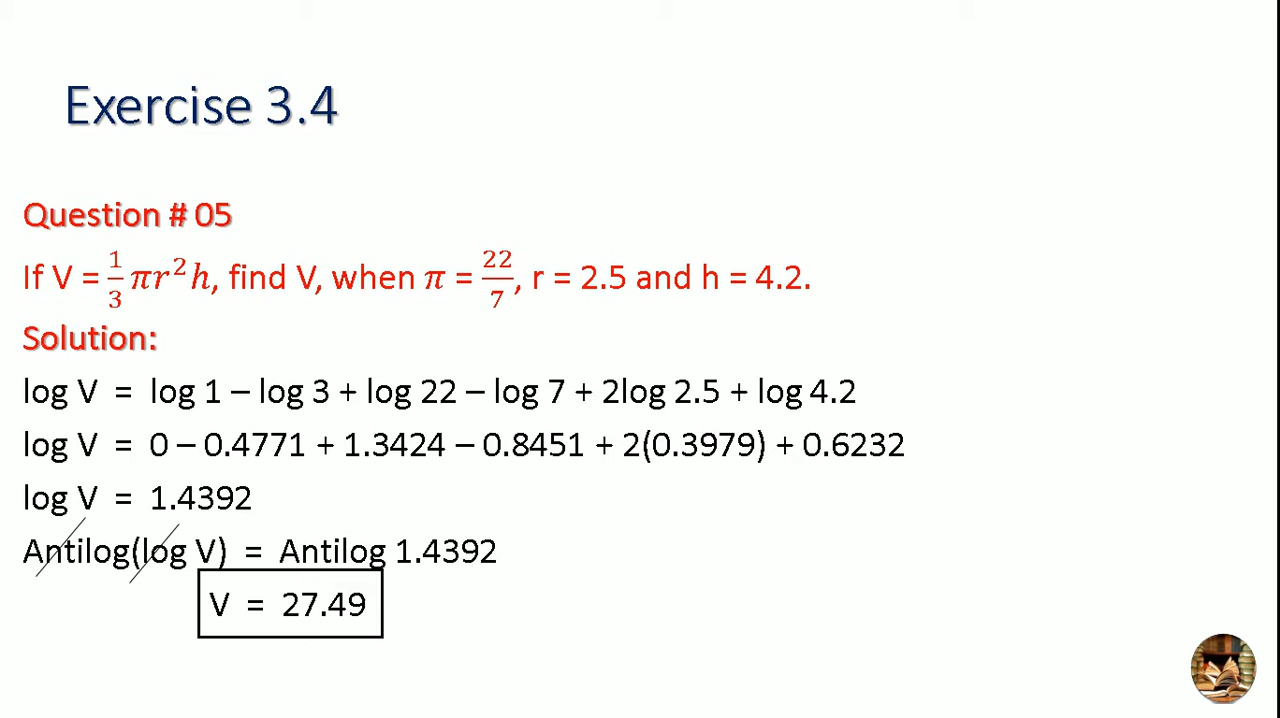 Exercise 3.4
Question # 05
If V = 1/3 πr²h, find V, when π = 22/7, r = 2.5 and h = 4.2.
Solution:
log V = log 1 – log 3 + log 22 – log 7 + 2log 2.5 + log 4.2
log V = 0 – 0.4771 + 1.3424 – 0.8451 + 2(0.3979) + 0.6232
log V = 1.4392
Antilog(log V) = Antilog 1.4392
V = 27.49